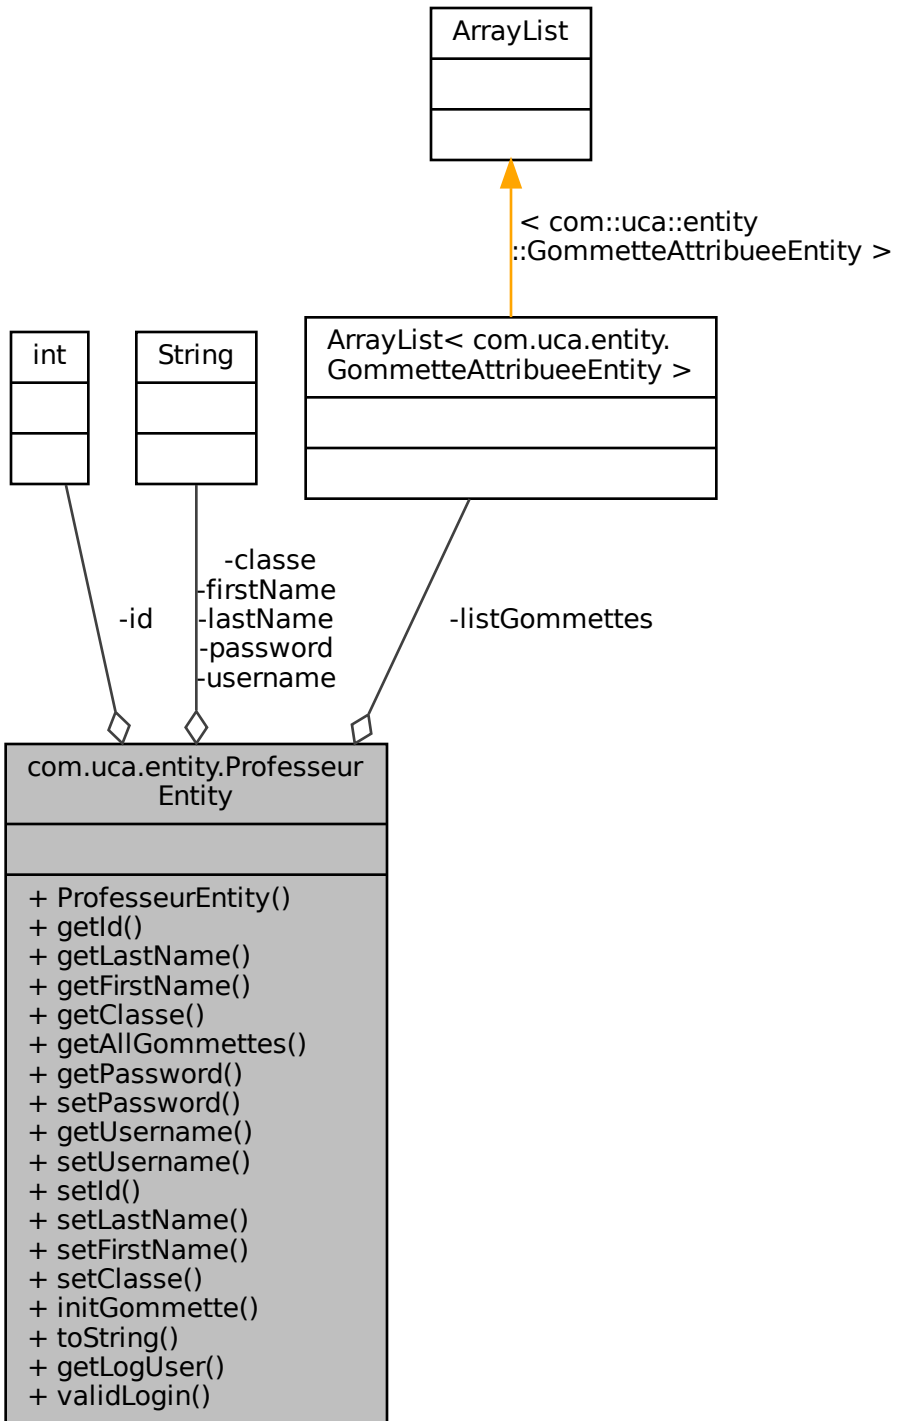 ArrayList
< com::uca::entity
::GommetteAttribueeEntity >
int
String
ArrayList< com.uca.entity.
GommetteAttribueeEntity >
-id
-classe
-firstName
-lastName
-password
-username
-listGommettes
com.uca.entity.Professeur
Entity
+ ProfesseurEntity()
+ getId()
+ getLastName()
+ getFirstName()
+ getClasse()
+ getAllGommettes()
+ getPassword()
+ setPassword()
+ getUsername()
+ setUsername()
+ setId()
+ setLastName()
+ setFirstName()
+ setClasse()
+ initGommette()
+ toString()
+ getLogUser()
+ validLogin()